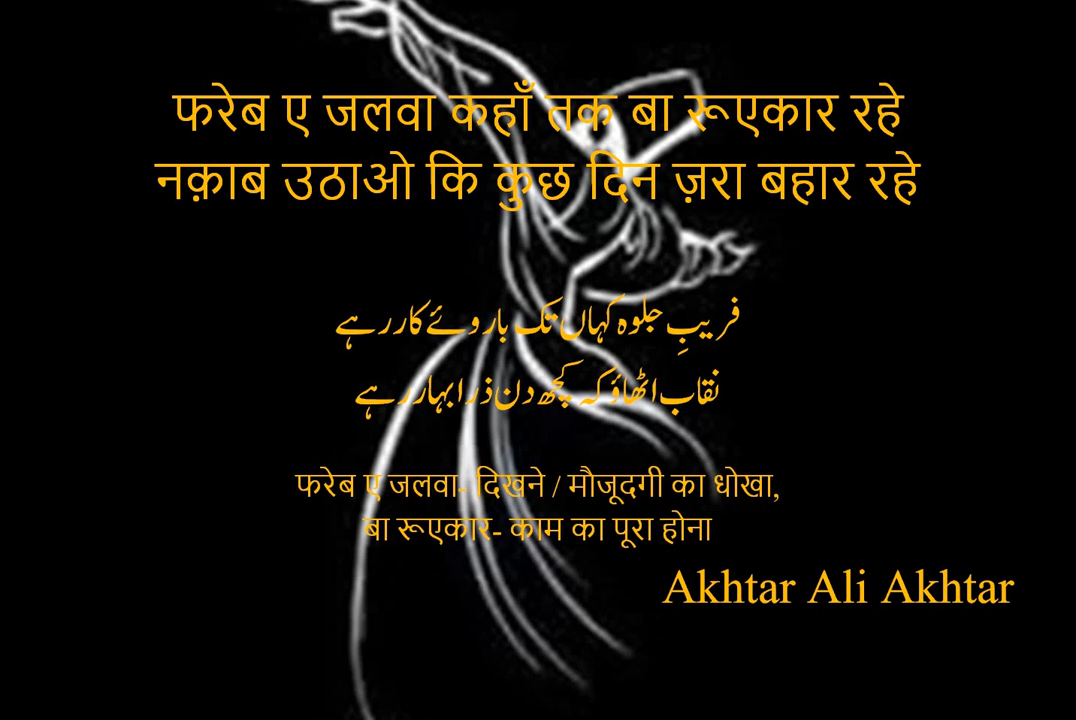 फरेब ए जलवा कहाँ तक बा रूएकार रहे
नक़ाब उठाओ कि कुछ दिन ज़रा बहार रहे
فریبِ جلوہ کہاں تک باروئے کار رہے
نقاب اٹھاؤ کہ کچھ دن ذرا بہار رہے
फरेब ए जलवा- दिखने / मौजूदगी का धोखा,
बा रूएकार- काम का पूरा होना
Akhtar Ali Akhtar